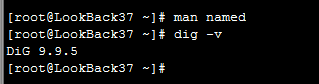 [root@LookBack37 ~]# man named
[root@LookBack37 ~]# dig -v
DiG 9.9.5
[root@LookBack37 ~]#